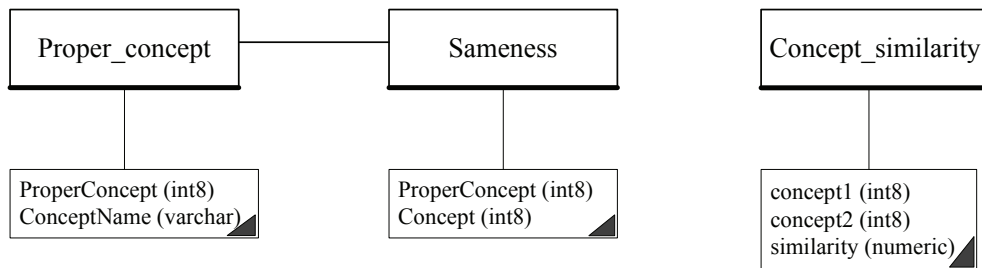 Proper_concept
Sameness
Concept_similarity
ProperConcept (int8)
ConceptName (varchar)
ProperConcept (int8)
Concept (int8)
concept1 (int8)
concept2 (int8)
similarity (numeric)